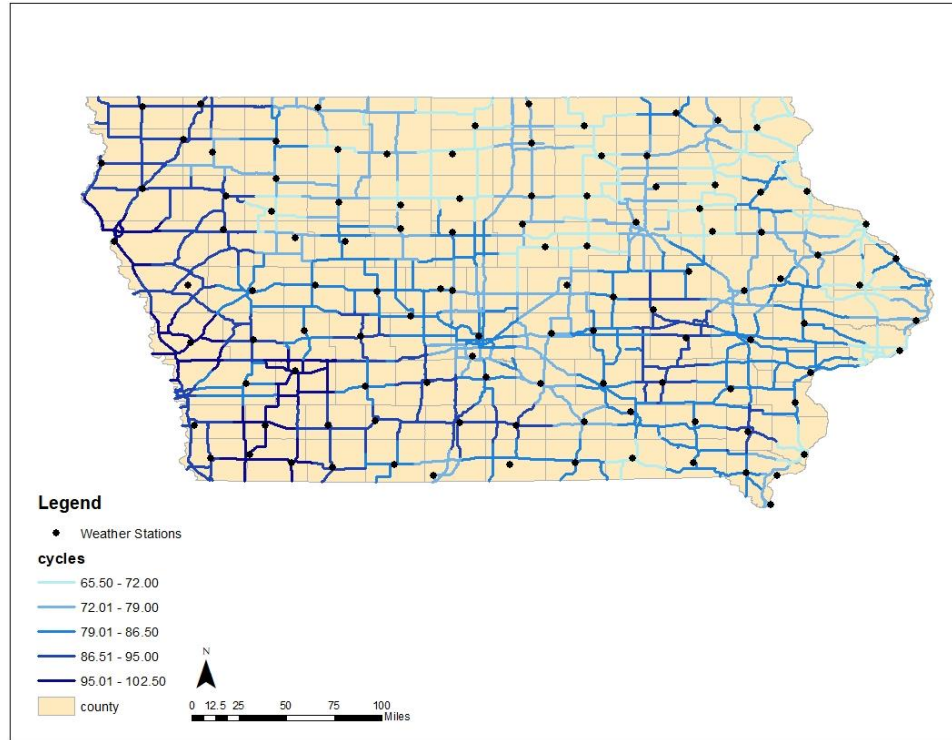 Legend
Weather Stations
cycles
65.50 - 72.00
72.01 - 79.00
79.01 - 86.50
86.51 - 95.00
95.01 - 102.50
county
N
0 12.5 25 50 75 100
Miles